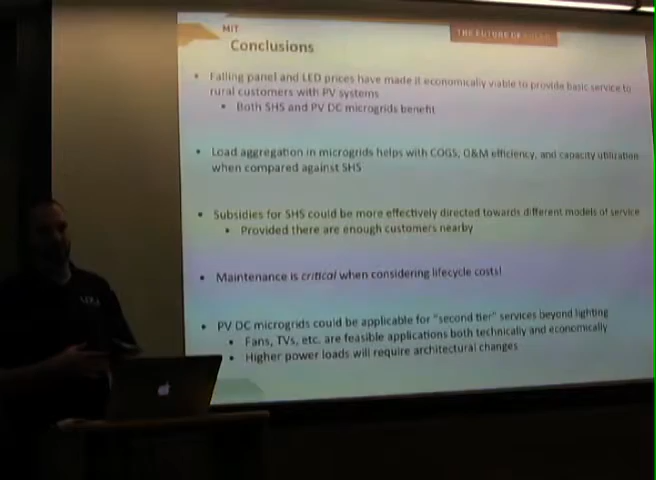 MIT
THE FUTURE OF SOLAR
Conclusions
• Falling panel and LED prices have made it economically viable to provide basic service to
rural customers with PV systems
• Both SHS and PV DC microgrids benefit
• Load aggregation in microgrids helps with COGS, O&M efficiency, and capacity utilization
when compared against SHS
• Subsidies for SHS could be more effectively directed towards different models of service
• Provided there are enough customers nearby
• Maintenance is critical when considering lifecycle costs!
• PV DC microgrids could be applicable for "second tier" services beyond lighting
• Fans, TVs, etc. are feasible applications both technically and economically
• Higher power loads will require architectural changes